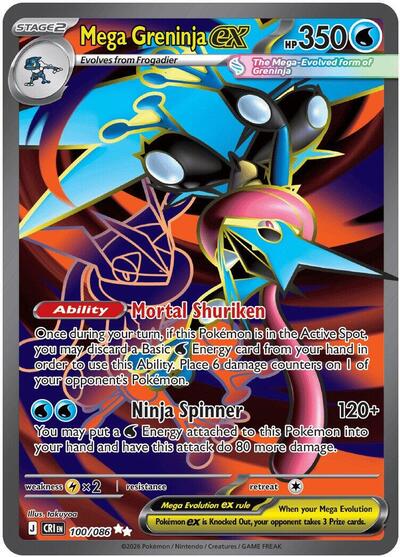 STAGE2
Mega Greninja ex
HP 350
Evolves from Frogadier
The Mega-Evolved form of
Greninja
Ability Mortal Shuriken
Once during your turn, if this Pokémon is in the Active Spot,
you may discard a Basic Energy card from your hand in
order to use this Ability. Place 6 damage counters on 1 of
your opponent's Pokémon.
Ninja Spinner 120+
You may put a Energy attached to this Pokémon into
your hand and have this attack do 80 more damage.
weakness ×2 resistance retreat
Illus. takuyoa
Mega Evolution ex rule
When your Mega Evolution
Pokémon ex is Knocked Out, your opponent takes 3 Prize cards.
J CRI EN 100/086
©2026 Pokémon / Nintendo / Creatures / GAME FREAK